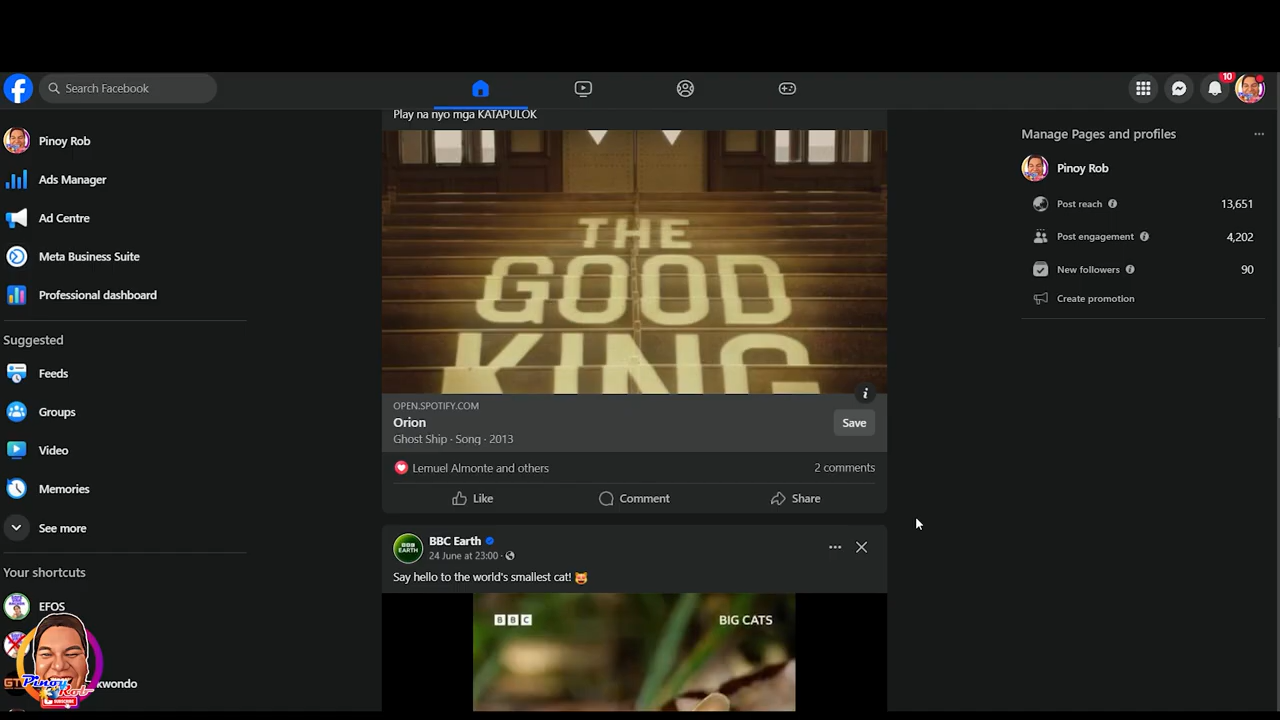 Search Facebook
10
Pinoy Rob
Ads Manager
Ad Centre
Meta Business Suite
Professional dashboard
Suggested
Feeds
Groups
Video
Memories
See more
Your shortcuts
EFOS
kwondo
Pinoy
Rob
SUBSCRIBE
Play na nyo mga KATAPULOK
THE
GOOD
KING
OPEN.SPOTIFY.COM
Orion
Ghost Ship · Song · 2013
Save
Lemuel Almonte and others
2 comments
Like
Comment
Share
BBC EARTH
BBC Earth
24 June at 23:00 ·
Say hello to the world's smallest cat! 😺
BBC
BIG CATS
Manage Pages and profiles
Pinoy Rob
Post reach
13,651
Post engagement
4,202
New followers
90
Create promotion